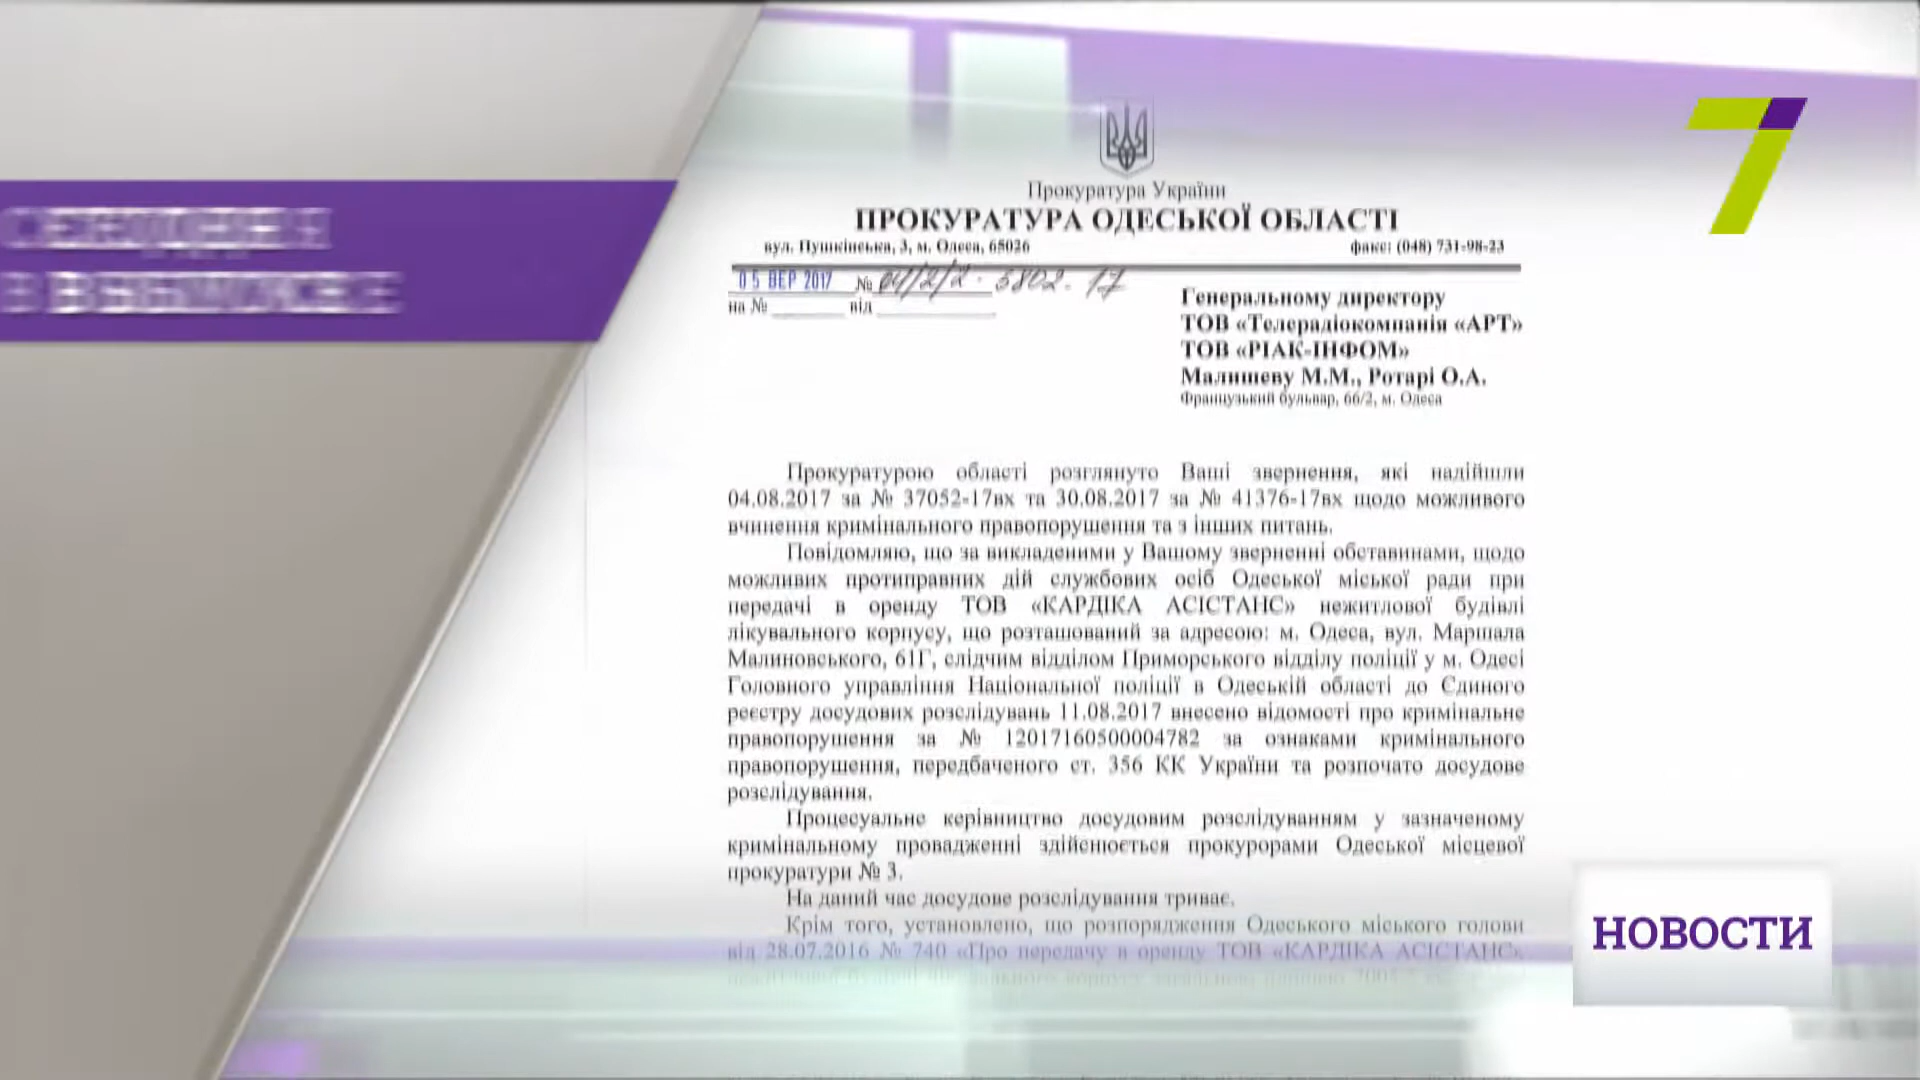 СЕГОДНЯ
В ВЫПУСКЕ
7
Прокуратура України
ПРОКУРАТУРА ОДЕСЬКОЇ ОБЛАСТІ
вул. Пушкінська, 3, м. Одеса, 65026 факс: (048) 731-98-23
05 ВЕР 2017 № 04/2/2- 5802. -17
на № від
Генеральному директору
ТОВ «Телерадіокомпанія «АРТ»
ТОВ «РІАК-ІНФОМ»
Малишеву М.М., Ротарі О.А.
Французький бульвар, 66/2, м. Одеса
Прокуратурою області розглянуто Ваші звернення, які надійшли
04.08.2017 за № 37052-17вх та 30.08.2017 за № 41376-17вх щодо можливого
вчинення кримінального правопорушення та з інших питань.
Повідомляю, що за викладеними у Вашому зверненні обставинами, щодо
можливих протиправних дій службових осіб Одеської міської ради при
передачі в оренду ТОВ «КАРДІКА АСІСТАНС» нежитлової будівлі
лікувального корпусу, що розташований за адресою: м. Одеса, вул. Маршала
Малиновського, 61Г, слідчим відділом Приморського відділу поліції у м. Одесі
Головного управління Національної поліції в Одеській області до Єдиного
реєстру досудових розслідувань 11.08.2017 внесено відомості про кримінальне
правопорушення за № 12017160500004782 за ознаками кримінального
правопорушення, передбаченого ст. 356 КК України та розпочато досудове
розслідування.
Процесуальне керівництво досудовим розслідуванням у зазначеному
кримінальному провадженні здійснюється прокурорами Одеської місцевої
прокуратури № 3.
На даний час досудове розслідування триває.
Крім того, установлено, що розпорядження Одеського міського голови
від 28.07.2016 № 740 «Про передачу в оренду ТОВ «КАРДІКА АСІСТАНС»
НОВОСТИ